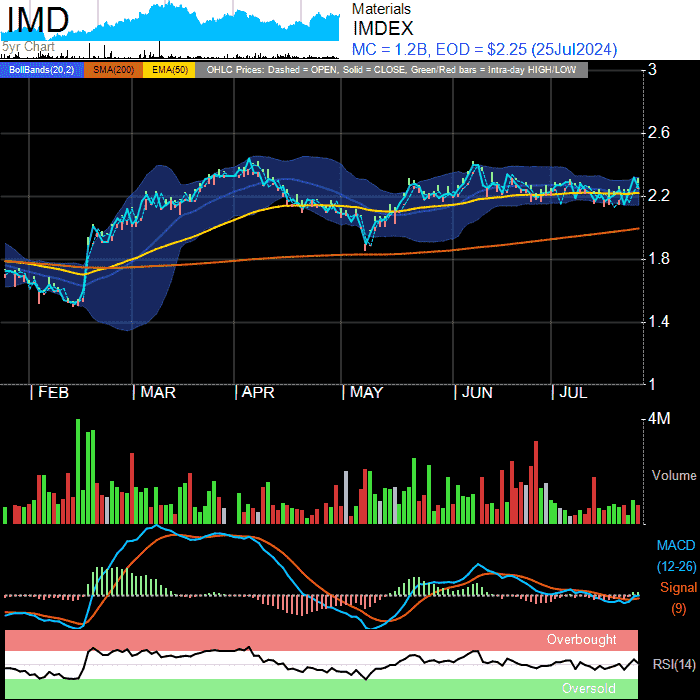 IMD
5yr Chart
Materials
IMDEX
MC = 1.2B, EOD = $2.25 (25Jul2024)
BollBands(20,2) SMA(200) EMA(50) OHLC Prices: Dashed = OPEN, Solid = CLOSE, Green/Red bars = Intra-day HIGH/LOW
3
2.6
2.2
1.8
1.4
1
| FEB | MAR | APR | MAY | JUN | JUL
4M
Volume
MACD
(12-26)
Signal
(9)
Overbought
RSI(14)
Oversold